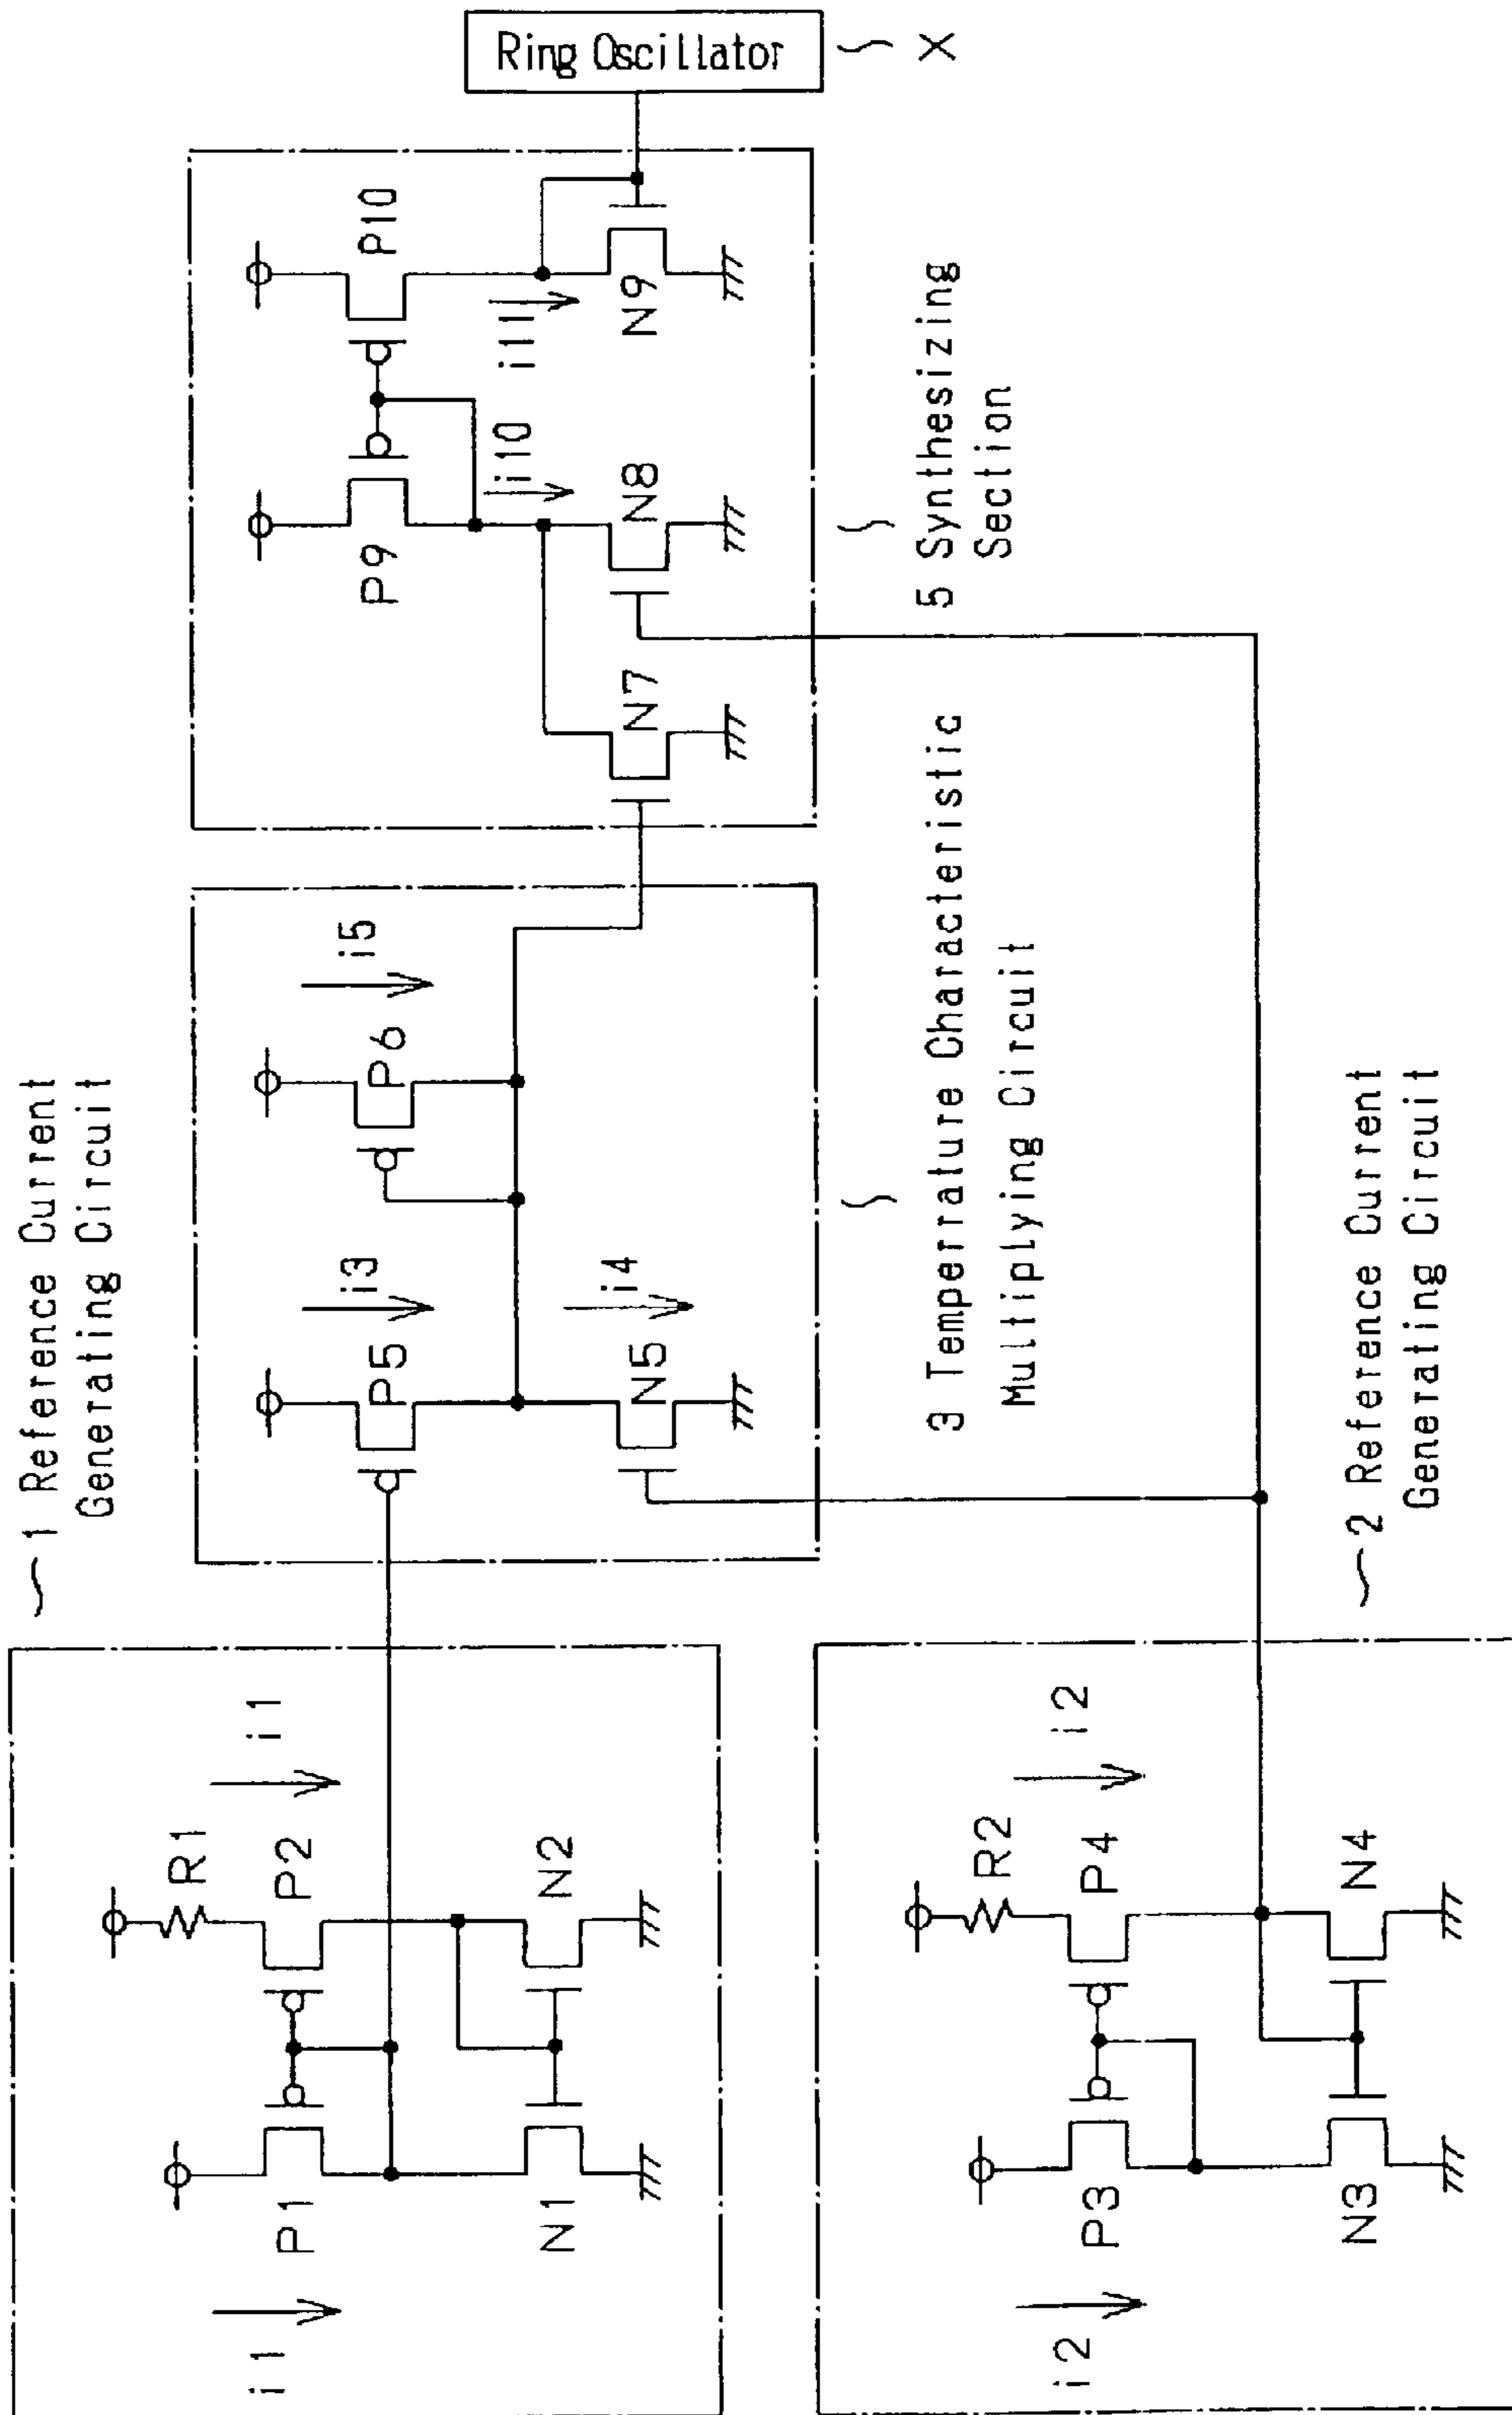 1 Reference Current
Generating Circuit
i1
P1
P2
R1
i1
N1
N2
i3
P5
P6
i5
i4
N5
3 Temperrature Characteristic
Multiplying Circuit
P9
P10
i10
i11
N7
N8
N9
5 Synthesizing
Section
Ring Oscillator
X
2 Reference Current
Generating Circuit
i2
P3
P4
R2
i2
N3
N4